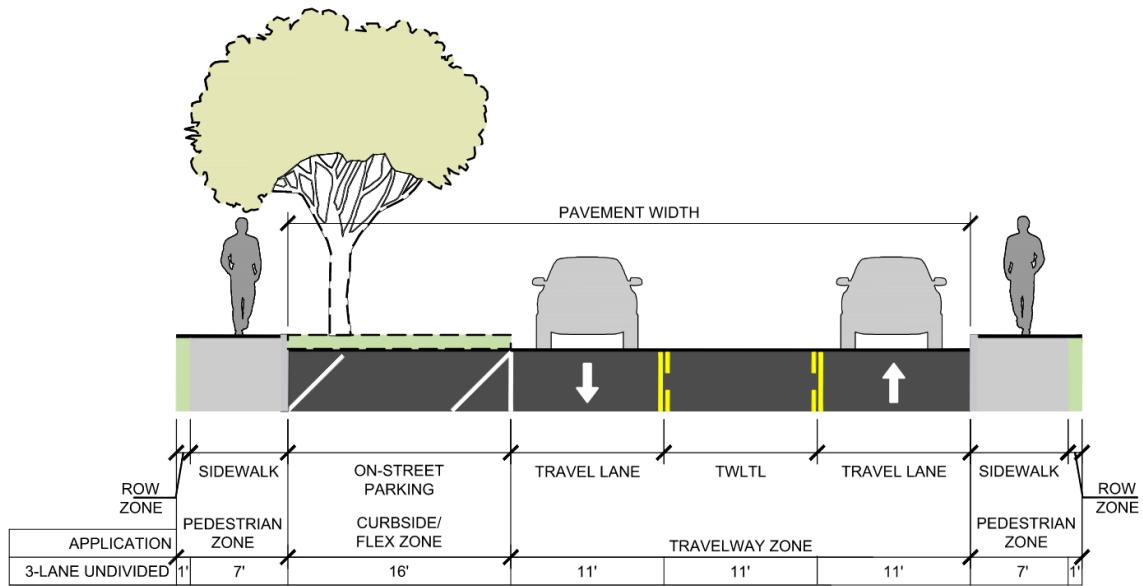 PAVEMENT WIDTH
ROW
ZONE
SIDEWALK
ON-STREET
PARKING
TRAVEL LANE
TWLTL
TRAVEL LANE
SIDEWALK
ROW
ZONE
PEDESTRIAN
ZONE
CURBSIDE/
FLEX ZONE
TRAVELWAY ZONE
PEDESTRIAN
ZONE
APPLICATION
3-LANE UNDIVIDED 1' 7' 16' 11' 11' 11' 7' 1'